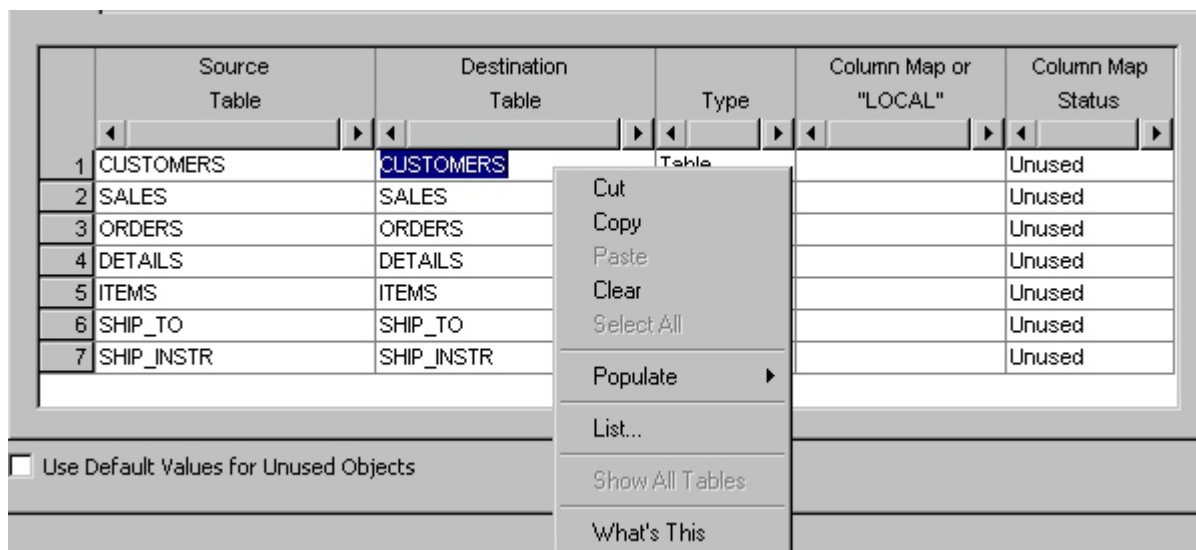 Source Table
Destination Table
Type
Column Map or "LOCAL"
Column Map Status
1 CUSTOMERS CUSTOMERS Table Unused
2 SALES SALES Unused
3 ORDERS ORDERS Unused
4 DETAILS DETAILS Unused
5 ITEMS ITEMS Unused
6 SHIP_TO SHIP_TO Unused
7 SHIP_INSTR SHIP_INSTR Unused
Cut
Copy
Paste
Clear
Select All
Populate
List...
Show All Tables
What's This
Use Default Values for Unused Objects